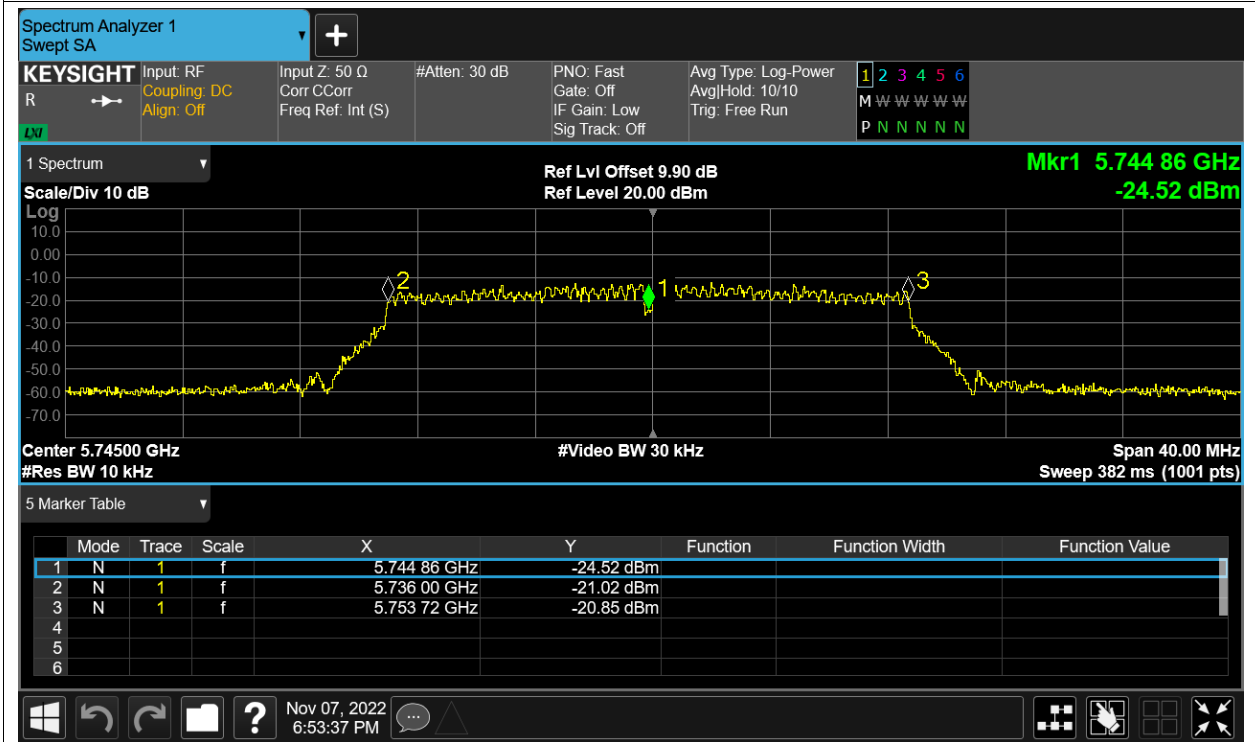 Spectrum Analyzer 1
Swept SA
+
KEYSIGHT Input: RF Input Z: 50 Ω #Atten: 30 dB PNO: Fast Avg Type: Log-Power 1 2 3 4 5 6
R Coupling: DC Corr CCorr Gate: Off Avg|Hold: 10/10 M W W W W W
Align: Off Freq Ref: Int (S) IF Gain: Low Trig: Free Run
LXI Sig Track: Off P N N N N N
1 Spectrum Ref Lvl Offset 9.90 dB Mkr1 5.744 86 GHz
Scale/Div 10 dB Ref Level 20.00 dBm -24.52 dBm
Log
10.0
0.00
-10.0 2 1 3
-20.0
-30.0
-40.0
-50.0
-60.0
-70.0
Center 5.74500 GHz #Video BW 30 kHz Span 40.00 MHz
#Res BW 10 kHz Sweep 382 ms (1001 pts)
5 Marker Table
Mode Trace Scale X Y Function Function Width Function Value
1 N 1 f 5.744 86 GHz -24.52 dBm
2 N 1 f 5.736 00 GHz -21.02 dBm
3 N 1 f 5.753 72 GHz -20.85 dBm
4
5
6
? Nov 07, 2022
6:53:37 PM